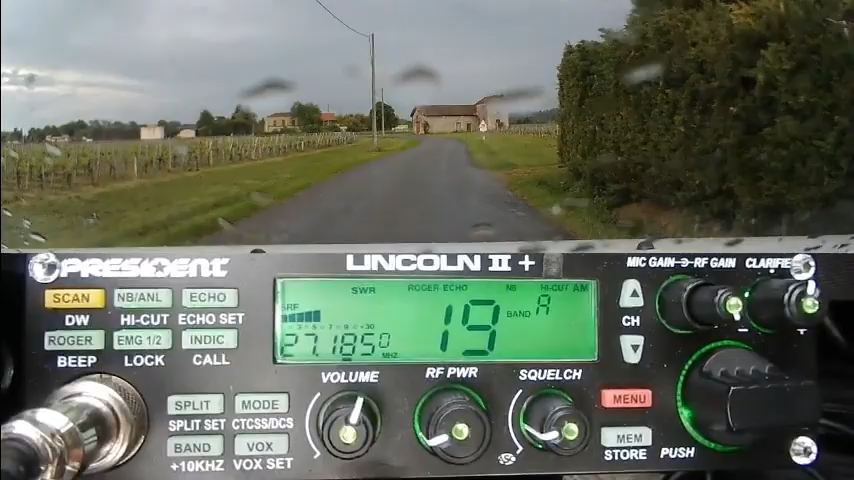 PRESIDENT LINCOLN II + MIC GAIN RF GAIN CLARIFIE
SCAN NB/ANL ECHO SWR ROGER ECHO NB HI-CUT AM
DW HI-CUT ECHO SET
ROGER EMG 1/2 INDIC SRF 19 BAND A CH
BEEP LOCK CALL 27.1850 MHZ
VOLUME RF PWR SQUELCH
SPLIT MODE MENU
SPLIT SET CTCSS/DCS
BAND VOX MEM
+10KHZ VOX SET STORE PUSH